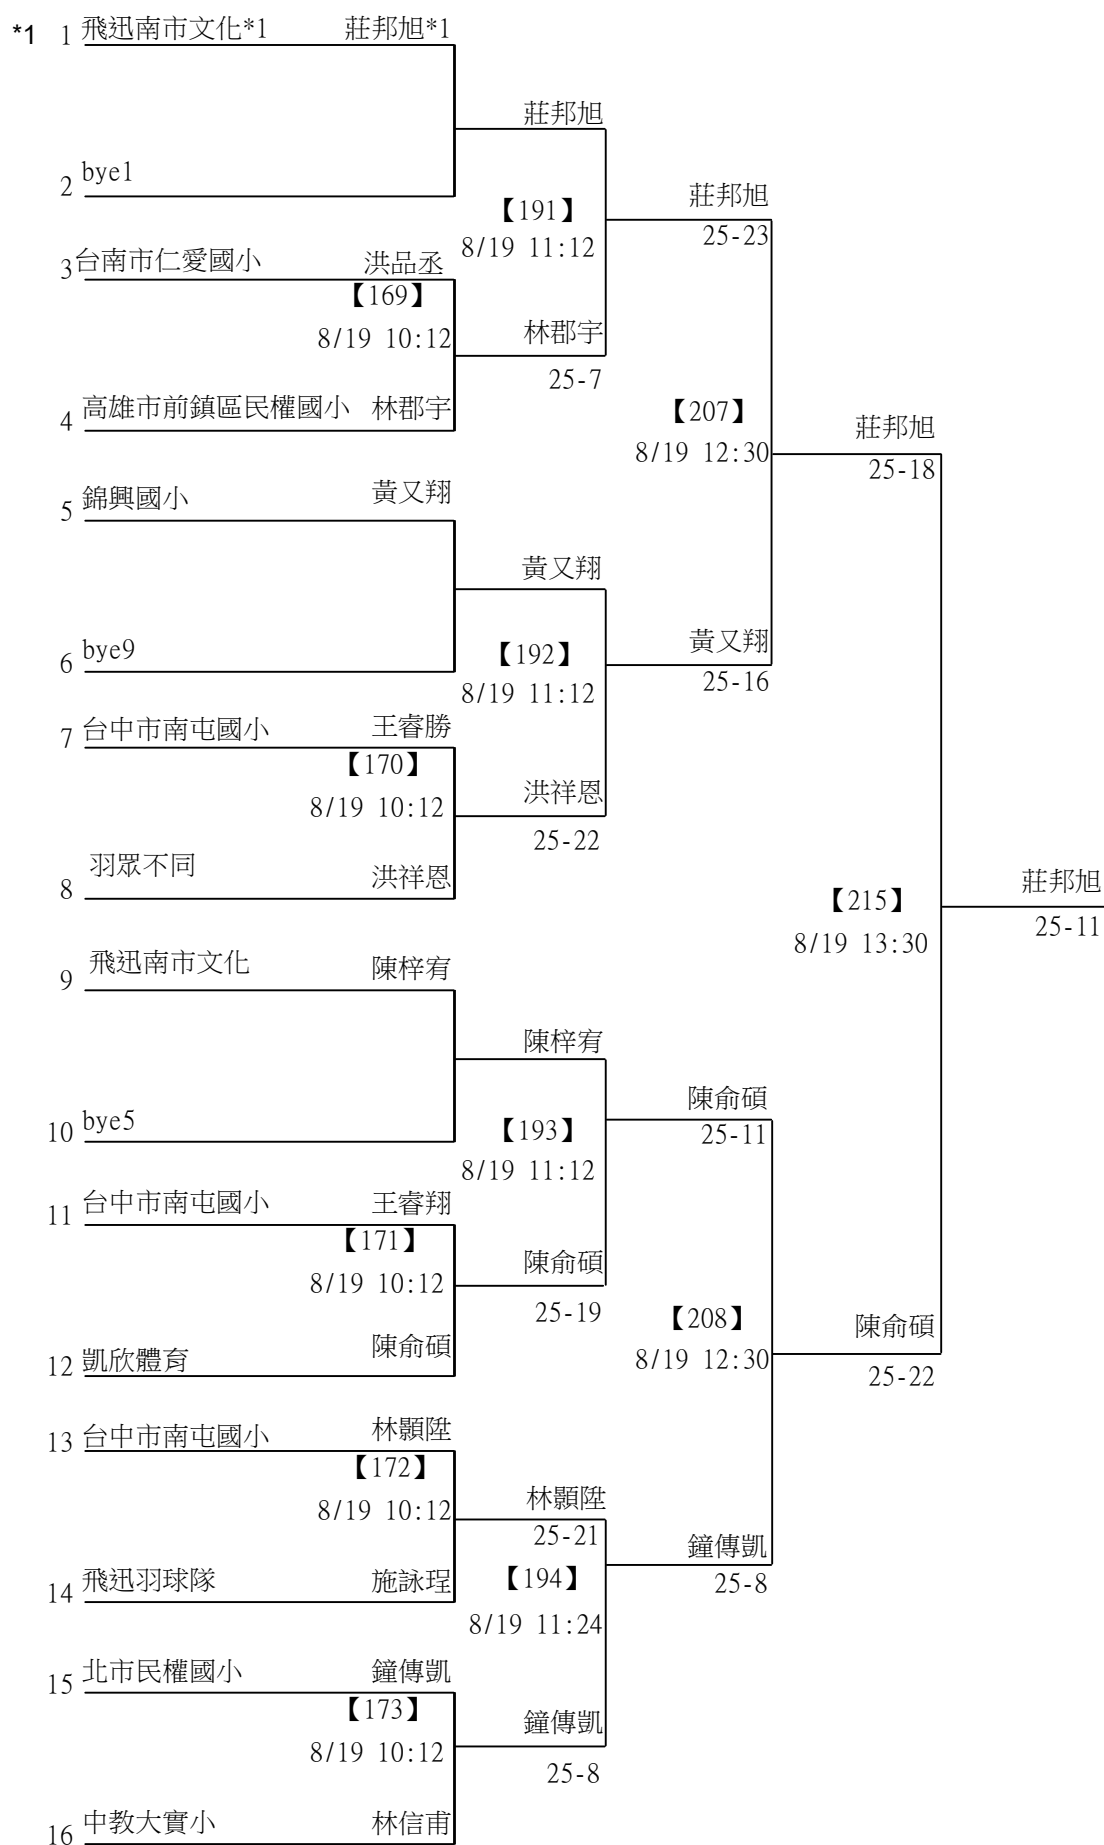 *1 1 飛迅南市文化*1 莊邦旭*1
莊邦旭
2 bye1
莊邦旭
【191】
25-23
8/19 11:12
3 台南市仁愛國小 洪品丞
【169】
8/19 10:12
林郡宇
25-7
4 高雄市前鎮區民權國小 林郡宇
【207】
8/19 12:30
莊邦旭
25-18
5 錦興國小 黃又翔
黃又翔
6 bye9
【192】
8/19 11:12
黃又翔
25-16
7 台中市南屯國小 王睿勝
【170】
8/19 10:12
洪祥恩
25-22
8 羽眾不同 洪祥恩
【215】
8/19 13:30
莊邦旭
25-11
9 飛迅南市文化 陳梓宥
陳梓宥
10 bye5
【193】
8/19 11:12
陳俞碩
25-11
11 台中市南屯國小 王睿翔
【171】
8/19 10:12
陳俞碩
25-19
12 凱欣體育 陳俞碩
【208】
8/19 12:30
陳俞碩
25-22
13 台中市南屯國小 林顥陞
【172】
8/19 10:12
林顥陞
25-21
14 飛迅羽球隊 施詠珵
【194】
8/19 11:24
鐘傳凱
25-8
15 北市民權國小 鐘傳凱
【173】
8/19 10:12
鐘傳凱
25-8
16 中教大實小 林信甫